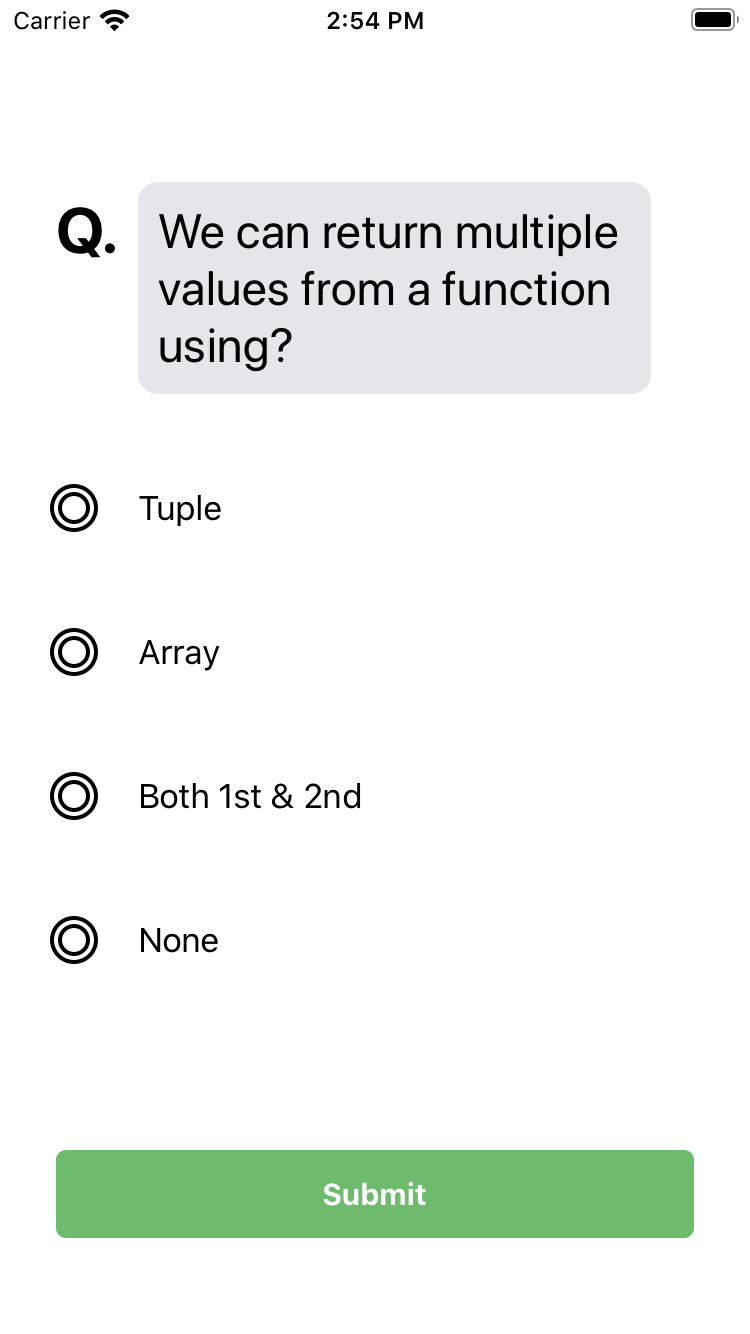 Carrier 2:54 PM
Q. We can return multiple
values from a function
using?
Tuple
Array
Both 1st & 2nd
None
Submit